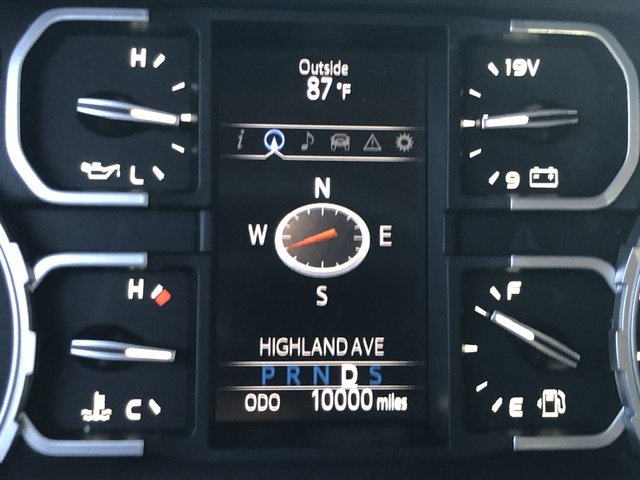 H
L
Outside
87 °F
19V
9
i
N
W E
S
H
C
F
E
HIGHLAND AVE
P R N D S
ODO 10000 miles